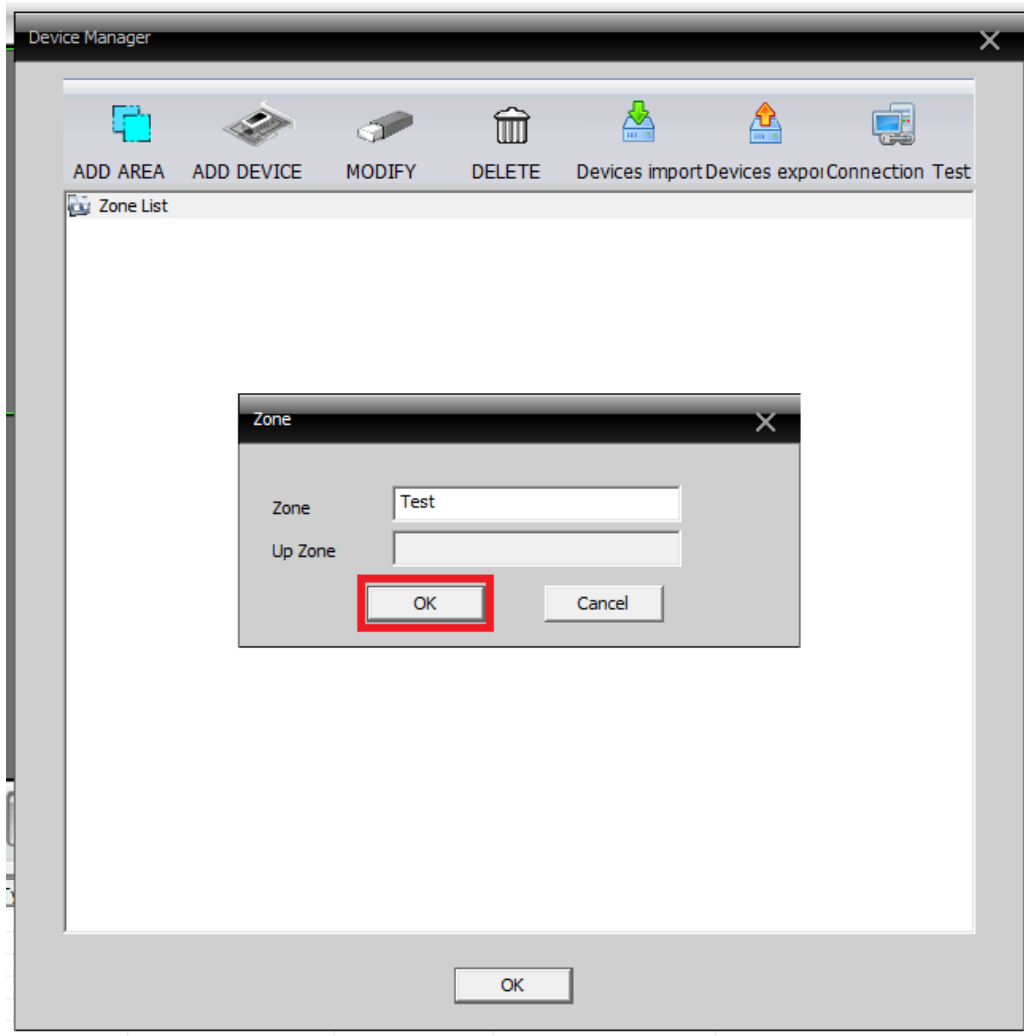 Device Manager
ADD AREA ADD DEVICE MODIFY DELETE Devices import Devices expor Connection Test
Zone List
Zone
Zone Test
Up Zone
OK Cancel
OK